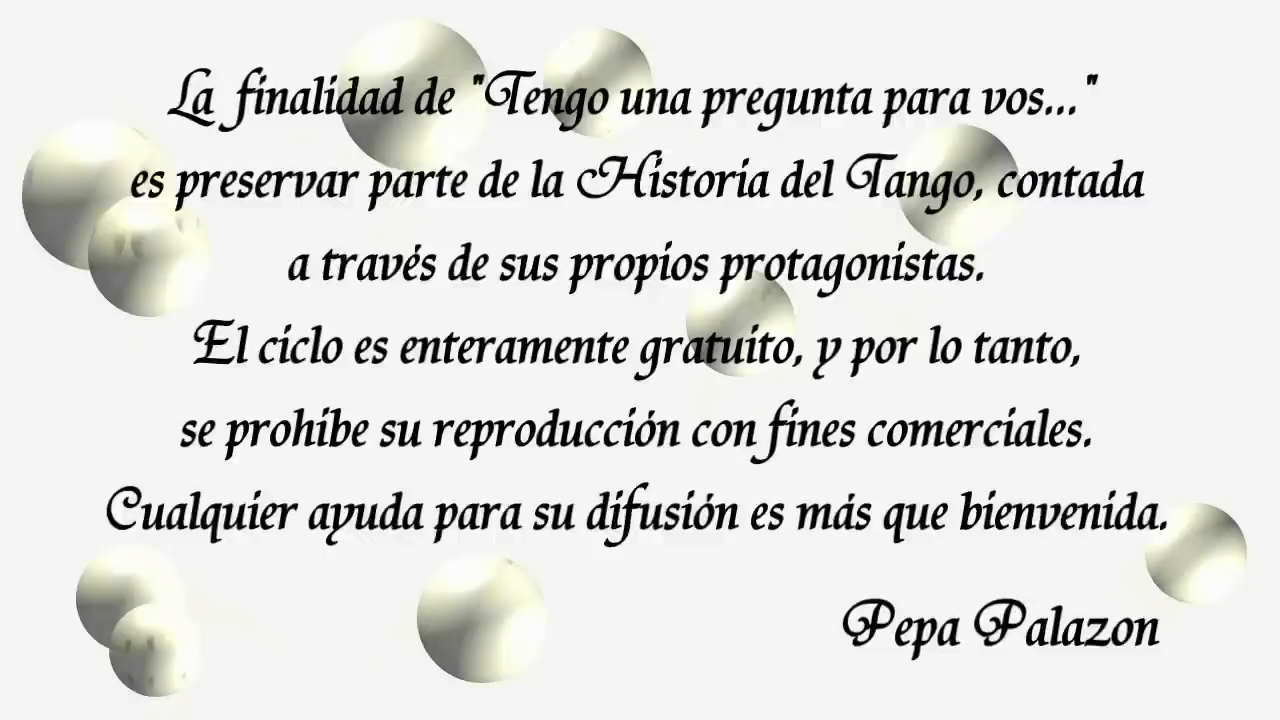 La finalidad de "Tengo una pregunta para vos..."
es preservar parte de la Historia del Tango, contada
a través de sus propios protagonistas.
El ciclo es enteramente gratuito, y por lo tanto,
se prohibe su reproducción con fines comerciales.
Cualquier ayuda para su difusión es más que bienvenida.
Pepa Palazon